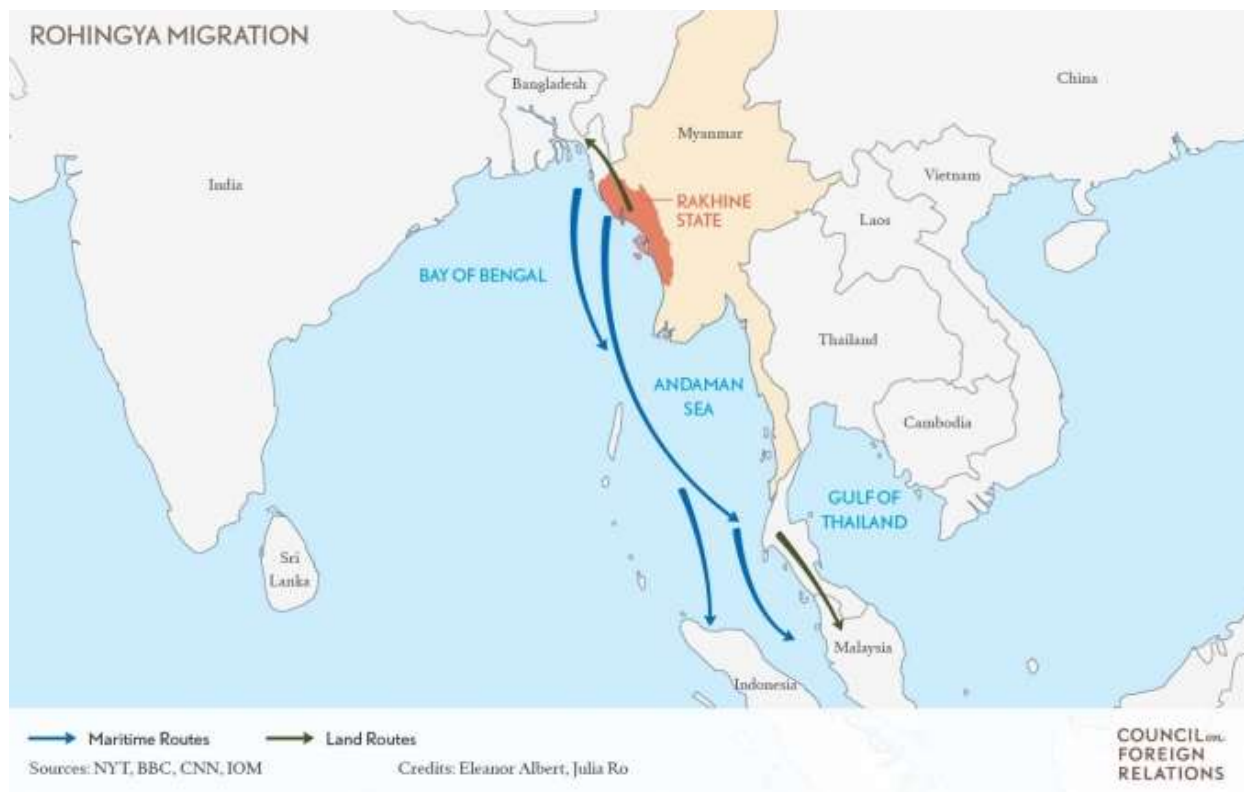 ROHINGYA MIGRATION
Bangladesh
China
Myanmar
India
Vietnam
RAKHINE
STATE
Laos
BAY OF BENGAL
Thailand
ANDAMAN
SEA
Cambodia
GULF OF
THAILAND
Sri
Lanka
Malaysia
Indonesia
Maritime Routes
Land Routes
Sources: NYT, BBC, CNN, IOM
Credits: Eleanor Albert, Julia Ro
COUNCIL on
FOREIGN
RELATIONS